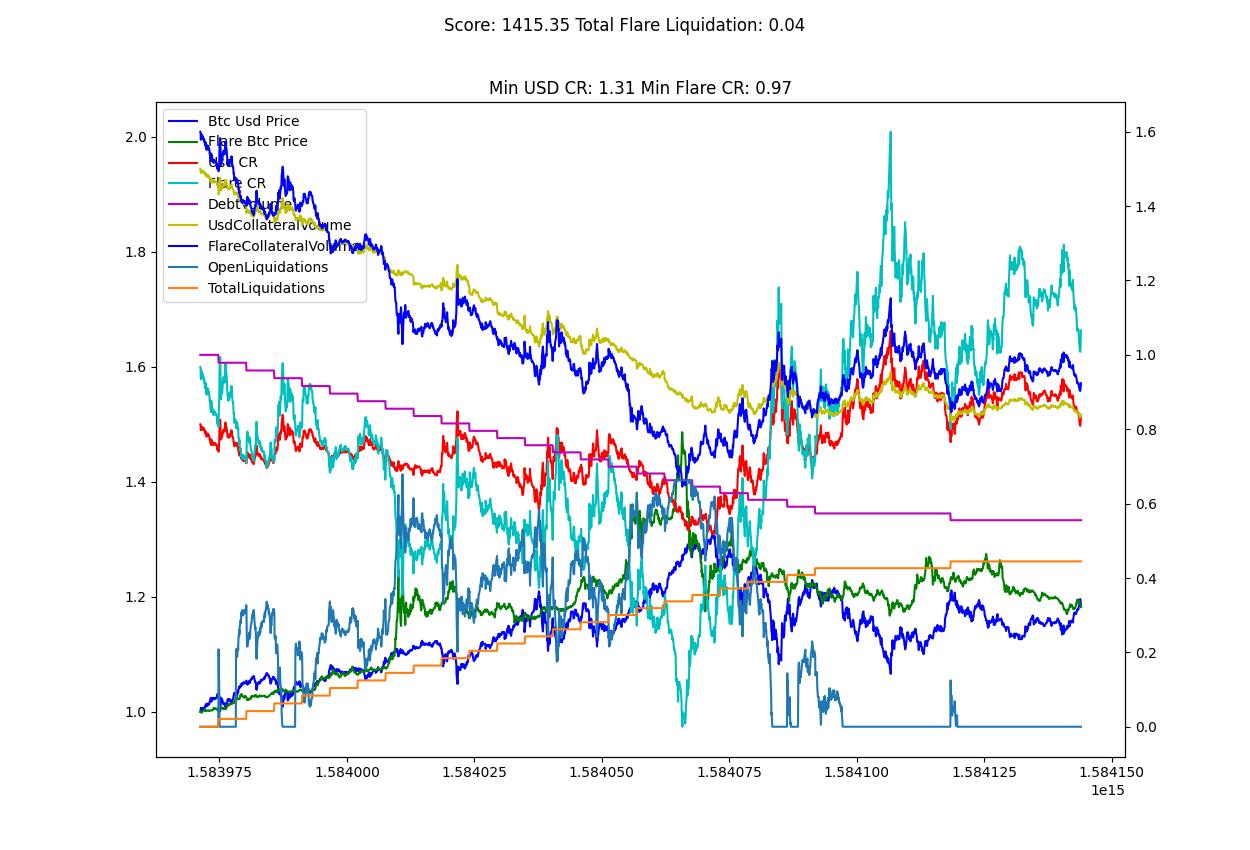 Score: 1415.35 Total Flare Liquidation: 0.04
Min USD CR: 1.31 Min Flare CR: 0.97
Btc Usd Price
Flare Btc Price
Usd CR
Flare CR
DebtVolume
UsdCollateralVolume
FlareCollateralVolume
OpenLiquidations
TotalLiquidations
2.0
1.8
1.6
1.4
1.2
1.0
1.6
1.4
1.2
1.0
0.8
0.6
0.4
0.2
0.0
1.583975 1.584000 1.584025 1.584050 1.584075 1.584100 1.584125 1.584150
1e15